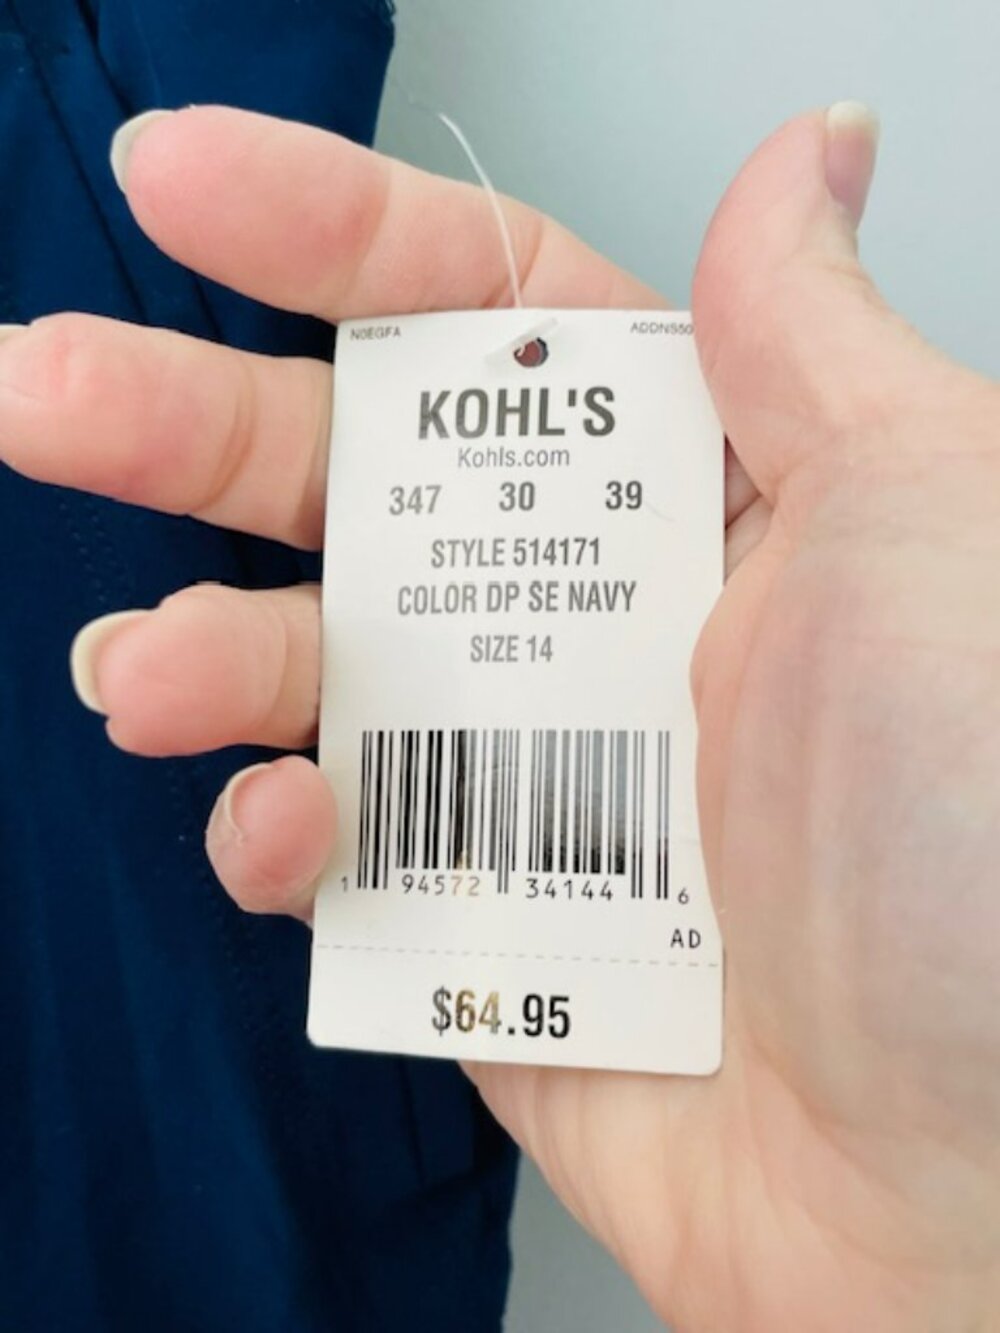 N0EGFA ADDNS50
KOHL'S
Kohls.com
347 30 39
STYLE 514171
COLOR DP SE NAVY
SIZE 14
1 94572 34144 6
AD
$64.95